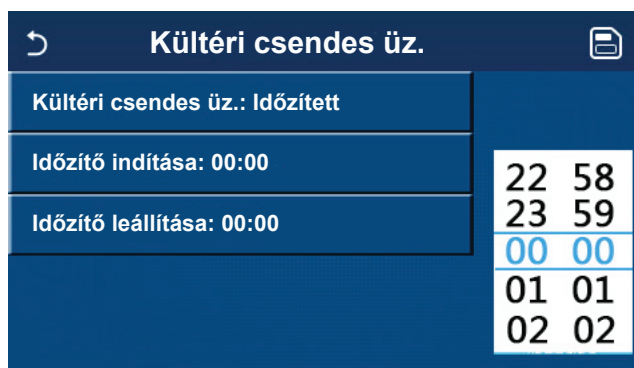 Kültéri csendes üz.
Kültéri csendes üz.: Időzített
Időzítő indítása: 00:00
Időzítő leállítása: 00:00
22 58
23 59
00 00
01 01
02 02